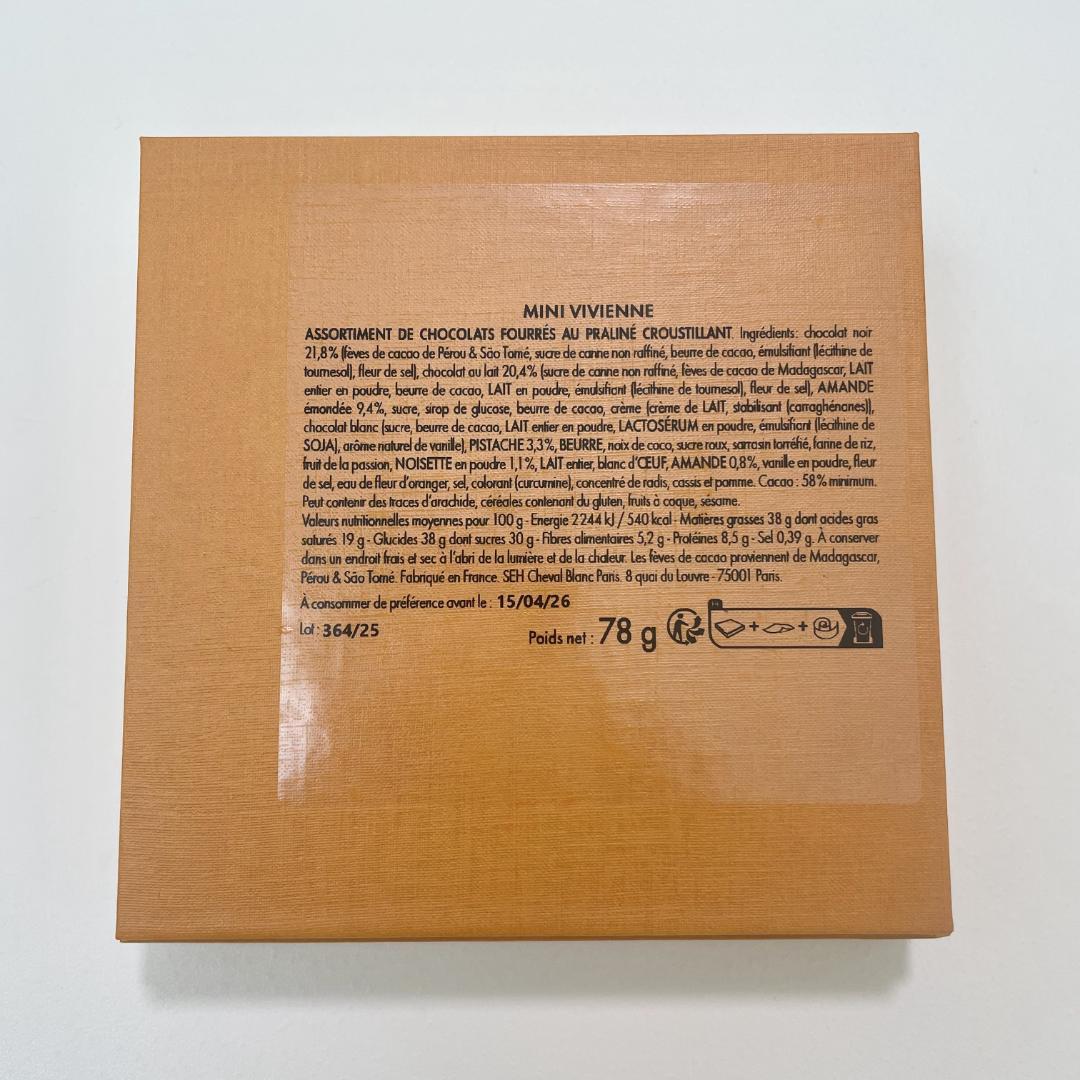 MINI VIVIENNE
ASSORTIMENT DE CHOCOLATS FOURRÉS AU PRALINÉ CROUSTILLANT. Ingrédients : chocolat noir
21,8% (fèves de cacao de Pérou & São Tomé, sucre de canne non raffiné, beurre de cacao, émulsifiant (lécithine de
tournesol), fleur de sel), chocolat au lait 20,4% (sucre de canne non raffiné, fèves de cacao de Madagascar, LAIT
entier en poudre, beurre de cacao, LAIT en poudre, émulsifiant (lécithine de tournesol), fleur de sel), AMANDE
émondée 9,4%, sucre, sirop de glucose, beurre de cacao, crème (crème de LAIT, stabilisant (carraghénanes)),
chocolat blanc (sucre, beurre de cacao, LAIT entier en poudre, LACTOSÉRUM en poudre, émulsifiant (lécithine de
SOJA), arôme naturel de vanille), PISTACHE 3,3%, BEURRE, noix de coco, sucre roux, sarrasin torréfié, farine de riz,
fruit de la passion, NOISETTE en poudre 1,1%, LAIT entier, blanc d'ŒUF, AMANDE 0,8%, vanille en poudre, fleur
de sel, eau de fleur d'oranger, sel, colorant (curcumine), concentré de radis, cassis et pomme. Cacao : 58% minimum.
Peut contenir des traces d'arachide, céréales contenant du gluten, fruits à coque, sésame.
Valeurs nutritionnelles moyennes pour 100 g - Energie 2244 kJ / 540 kcal - Matières grasses 38 g dont acides gras
saturés 19 g - Glucides 38 g dont sucres 30 g - Fibres alimentaires 5,2 g - Protéines 8,5 g - Sel 0,39 g. À conserver
dans un endroit frais et sec à l'abri de la lumière et de la chaleur. Les fèves de cacao proviennent de Madagascar,
Pérou & São Tomé. Fabriqué en France. SEH Cheval Blanc Paris. 8 quai du Louvre - 75001 Paris.
À consommer de préférence avant le : 15/04/26
Lot : 364/25
Poids net : 78 g